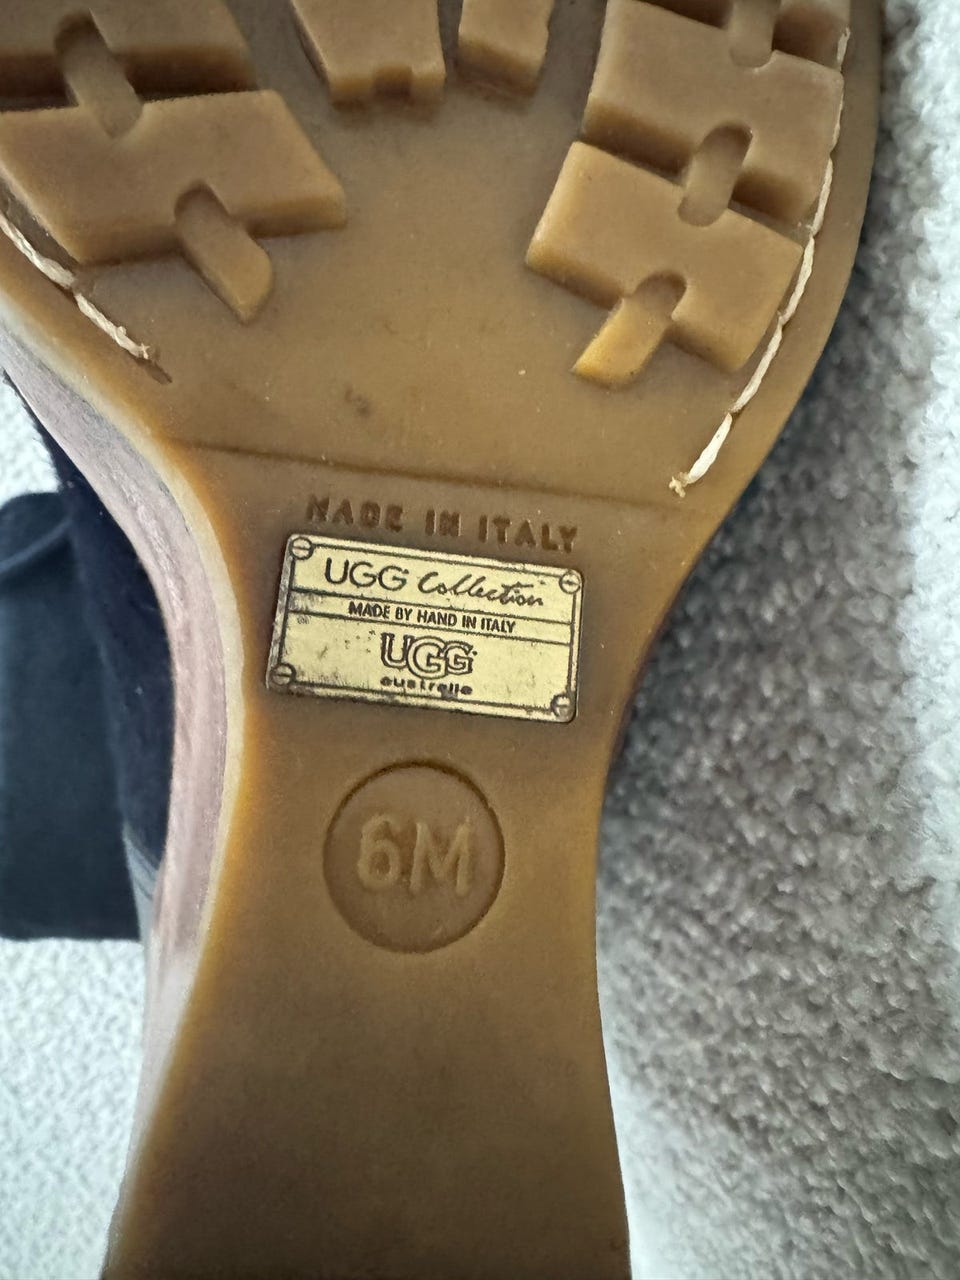 MADE IN ITALY
UGG Collection
MADE BY HAND IN ITALY
UGG
australia
6M